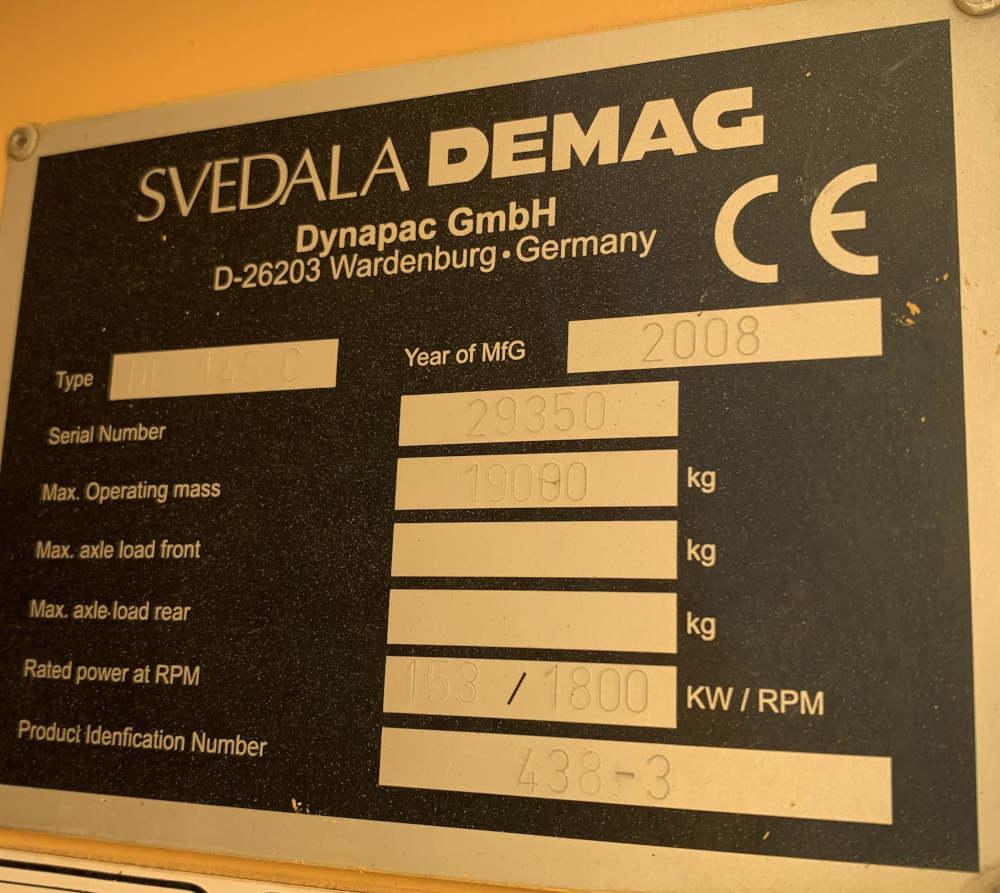 SVEDALA DEMAG
Dynapac GmbH
D-26203 Wardenburg • Germany
CE
Type 145 C Year of MfG 2008
Serial Number 29350
Max. Operating mass 19000 kg
Max. axle load front kg
Max. axle load rear kg
Rated power at RPM 153 / 1800 KW / RPM
Product Idenfication Number 438-3